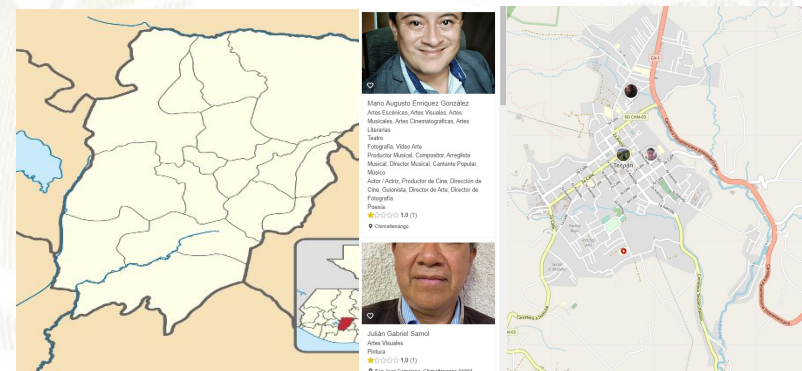 Mario Augusto Enriquez González
Artes Escénicas, Artes Visuales, Artes
Musicales, Artes Cinematográficas, Artes
Literarias
Teatro
Fotografía, Video Arte
Productor Musical, Compositor, Arreglista
Musical, Director Musical, Cantante Popular,
Músico
Actor / Actriz, Productor de Cine, Dirección de
Cine, Guionista, Director de Arte, Director de
Fotografía
Poesía
1.0 (1)
Chimaltenango
Julián Gabriel Samol
Artes Visuales
Pintura
1.0 (1)
CA-1
RD CHM-03
Tecpán